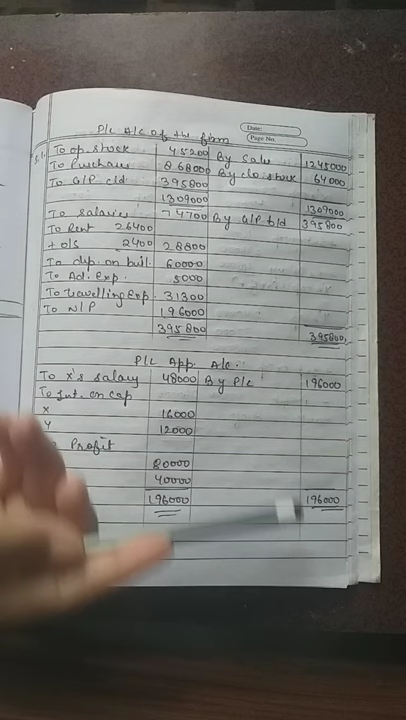 Date:
Page No.
P/c A/c of the firm
Q.1.
To op. stock 45200 By Sale 1245000
To Purchase 868000 By clo. stock 64000
To G/P c/d 395800
1309000 1309000
To Salaries 74700 By G/P b/d 395800
To Rent 26400
+ o/s 2400 28800
To dep. on buil. 60000
To Ad. Exp. 5000
To travelling Exp. 31300
To N/P 196000
395800 395800
P/c App. A/c.
To X's salary 48000 By P/c 196000
To Int. on cap
X 16000
Y 12000
Profit
80000
40000
196000 196000